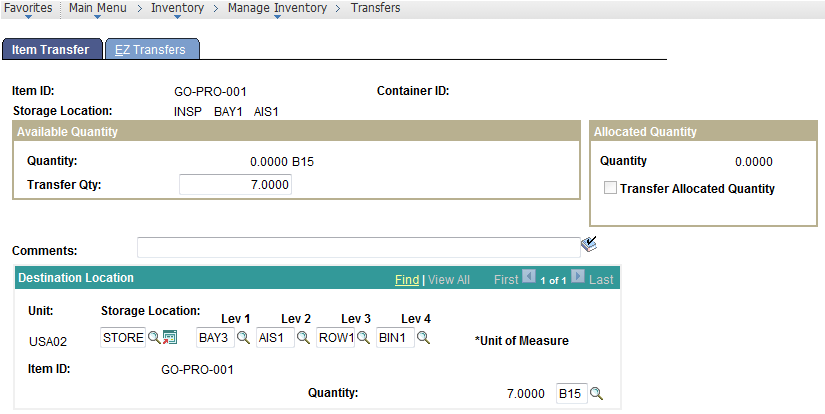 Favorites Main Menu > Inventory > Manage Inventory > Transfers
Item Transfer EZ Transfers
Item ID: GO-PRO-001 Container ID:
Storage Location: INSP BAY1 AIS1
Available Quantity Allocated Quantity
Quantity: 0.0000 B15 Quantity 0.0000
Transfer Qty: 7.0000 Transfer Allocated Quantity
Comments:
Destination Location Find | View All First 1 of 1 Last
Unit: Storage Location:
Lev 1 Lev 2 Lev 3 Lev 4
USA02 STORE BAY3 AIS1 ROW1 BIN1 *Unit of Measure
Item ID: GO-PRO-001
Quantity: 7.0000 B15